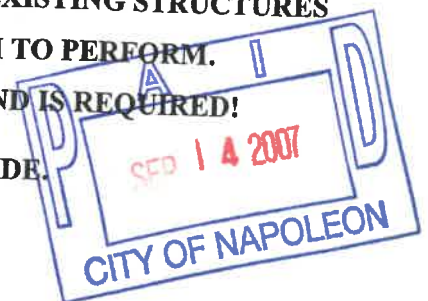 EXISTING STRUCTURES
TO PERFORM.
ND IS REQUIRED!
DE.
PAID
SEP 14 2007
CITY OF NAPOLEON